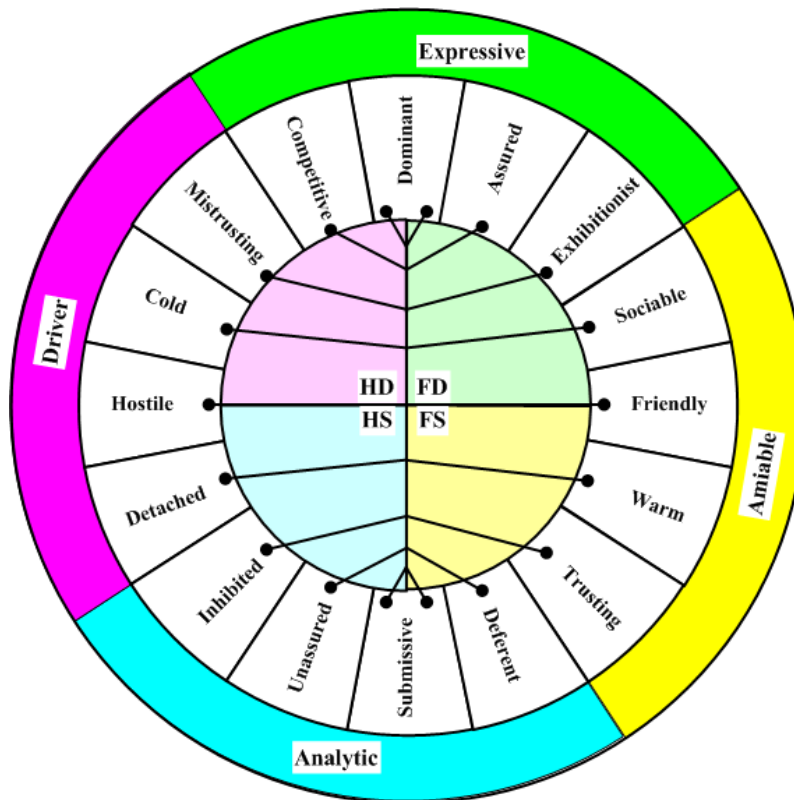 Expressive
Dominant
Competitive
Assured
Mistrusting
Exhibitionist
Cold
Sociable
Driver
HD
FD
Hostile
Friendly
HS
FS
Amiable
Detached
Warm
Inhibited
Trusting
Unassured
Deferent
Submissive
Analytic